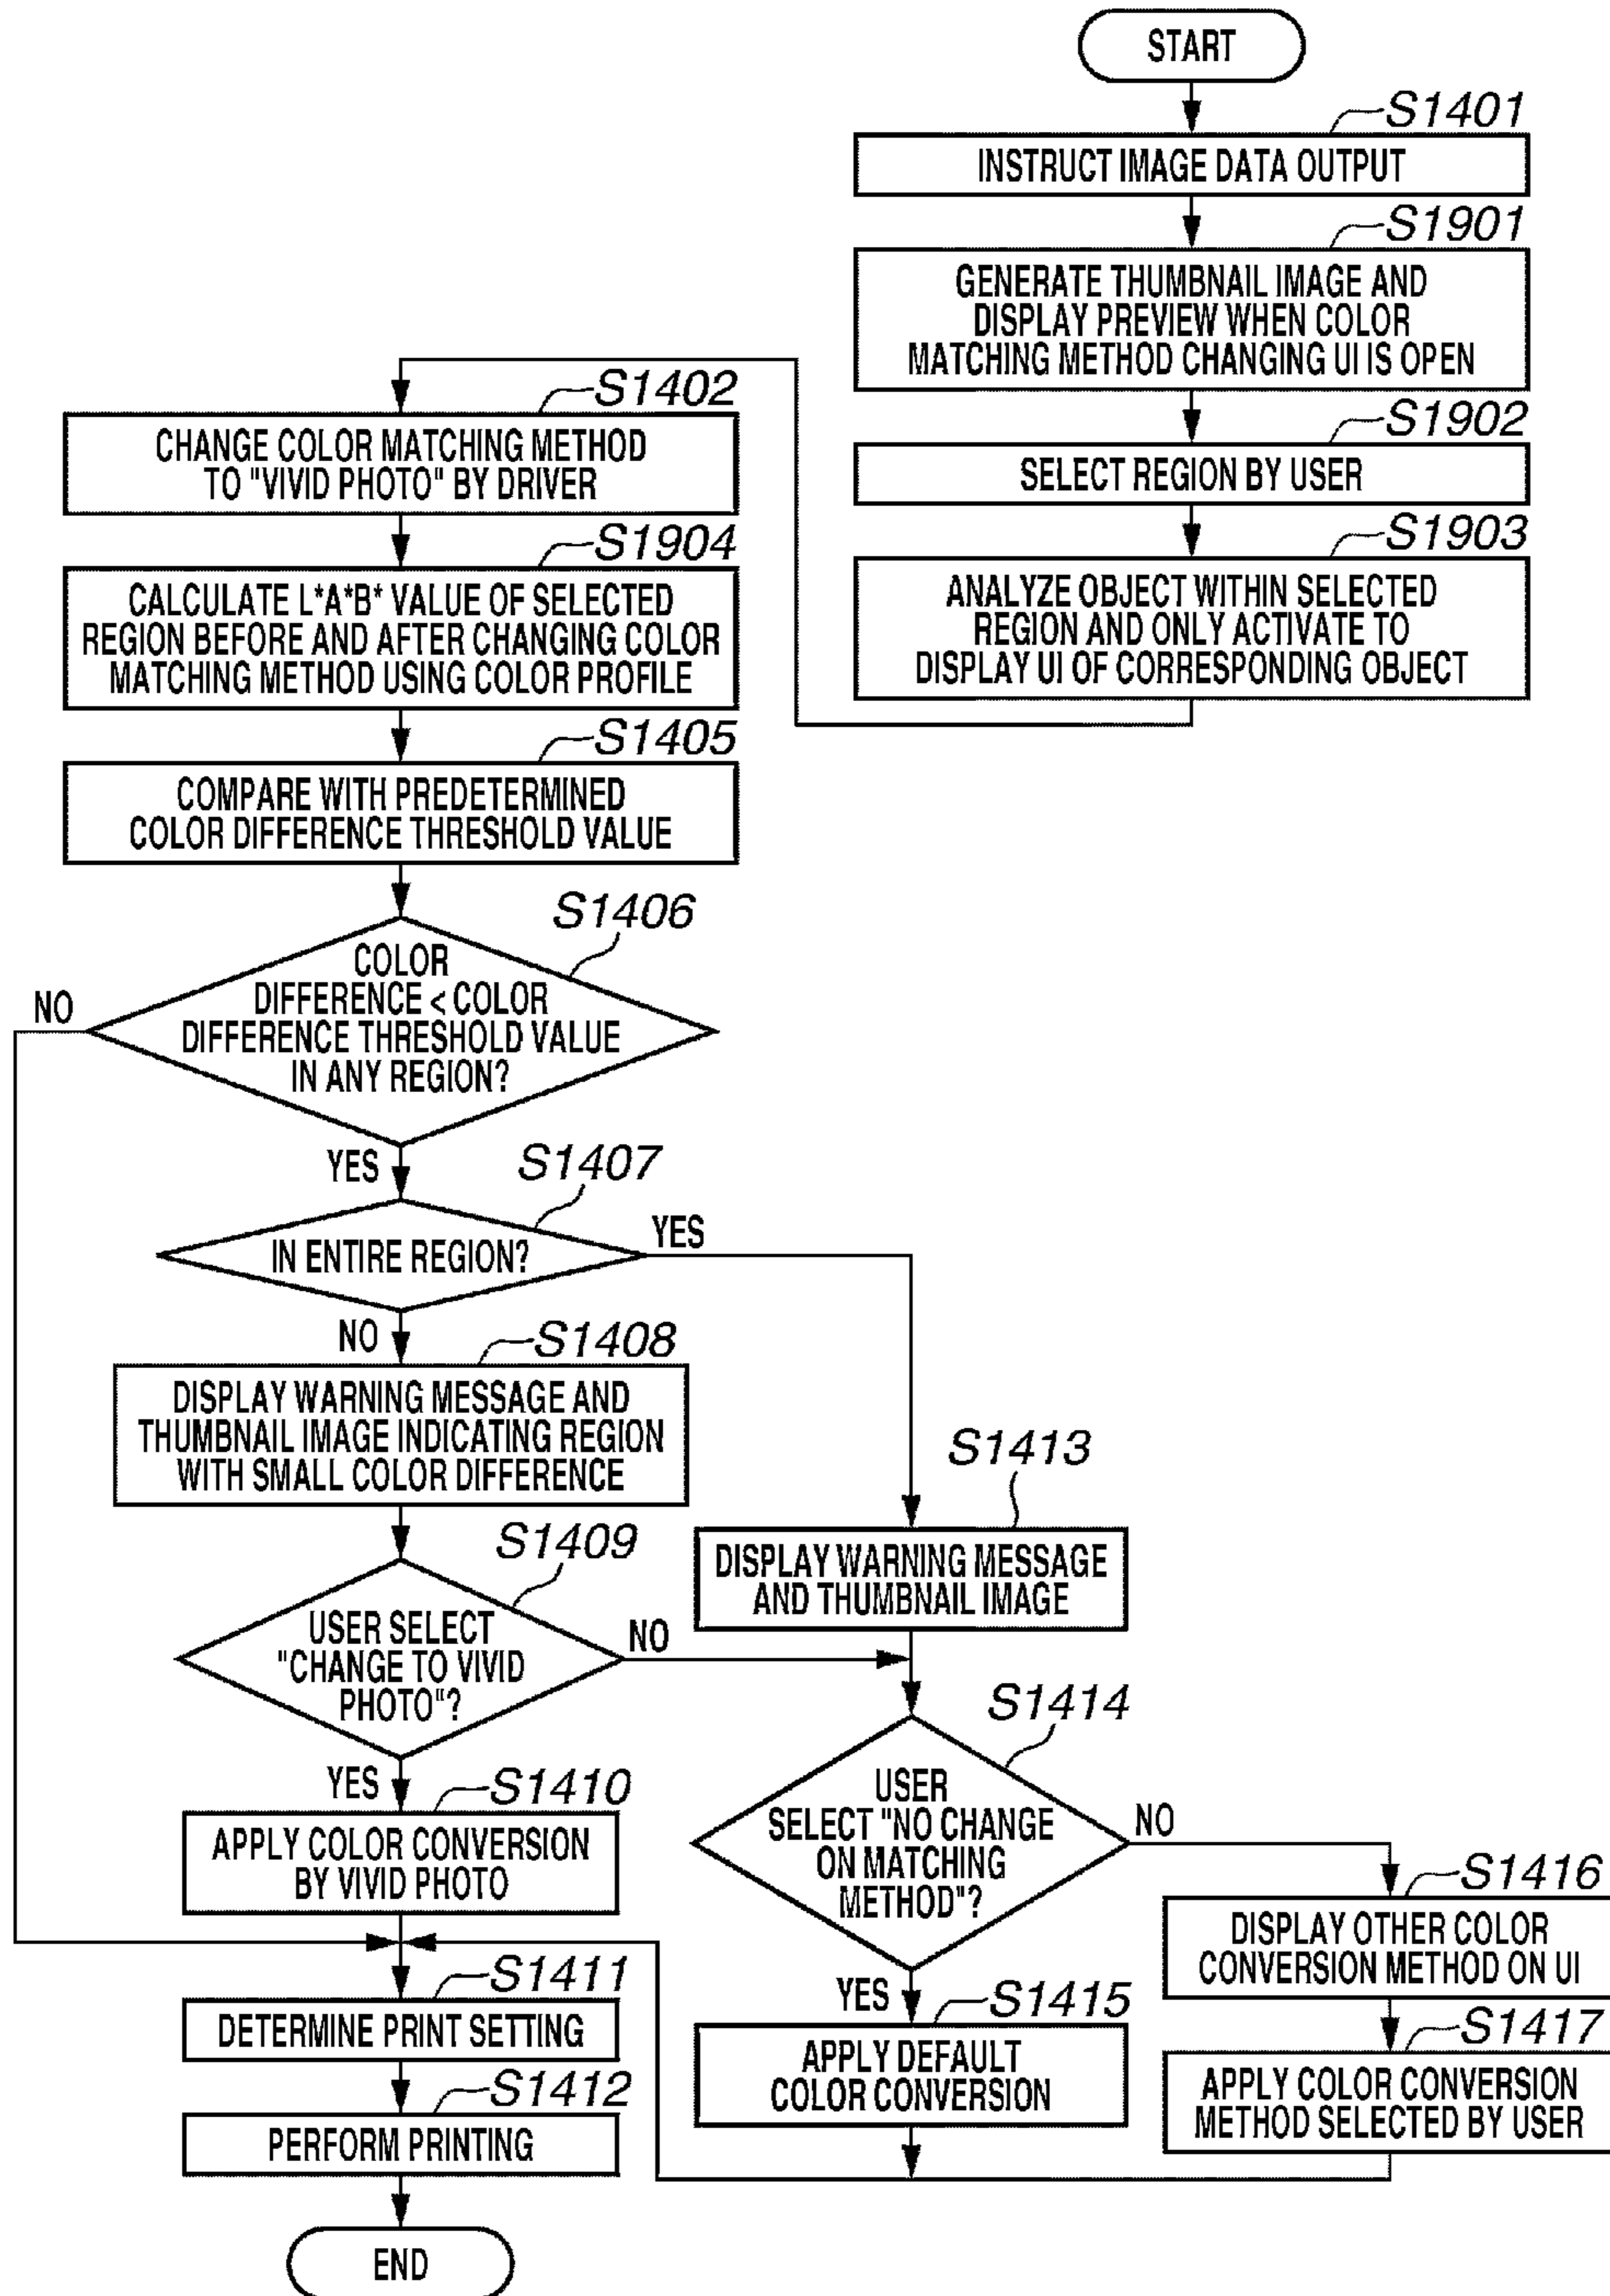 START
S1401
INSTRUCT IMAGE DATA OUTPUT
S1901
GENERATE THUMBNAIL IMAGE AND
DISPLAY PREVIEW WHEN COLOR
MATCHING METHOD CHANGING UI IS OPEN
S1902
SELECT REGION BY USER
S1903
ANALYZE OBJECT WITHIN SELECTED
REGION AND ONLY ACTIVATE TO
DISPLAY UI OF CORRESPONDING OBJECT
S1402
CHANGE COLOR MATCHING METHOD
TO "VIVID PHOTO" BY DRIVER
S1904
CALCULATE L*A*B* VALUE OF SELECTED
REGION BEFORE AND AFTER CHANGING COLOR
MATCHING METHOD USING COLOR PROFILE
S1405
COMPARE WITH PREDETERMINED
COLOR DIFFERENCE THRESHOLD VALUE
S1406
COLOR
DIFFERENCE < COLOR
DIFFERENCE THRESHOLD VALUE
IN ANY REGION?
NO
YES
S1407
IN ENTIRE REGION?
YES
NO
S1408
DISPLAY WARNING MESSAGE AND
THUMBNAIL IMAGE INDICATING REGION
WITH SMALL COLOR DIFFERENCE
S1409
USER SELECT
"CHANGE TO VIVID
PHOTO"?
NO
YES
S1410
APPLY COLOR CONVERSION
BY VIVID PHOTO
S1411
DETERMINE PRINT SETTING
S1412
PERFORM PRINTING
END
S1413
DISPLAY WARNING MESSAGE
AND THUMBNAIL IMAGE
S1414
USER
SELECT "NO CHANGE
ON MATCHING
METHOD"?
NO
YES
S1415
APPLY DEFAULT
COLOR CONVERSION
S1416
DISPLAY OTHER COLOR
CONVERSION METHOD ON UI
S1417
APPLY COLOR CONVERSION
METHOD SELECTED BY USER